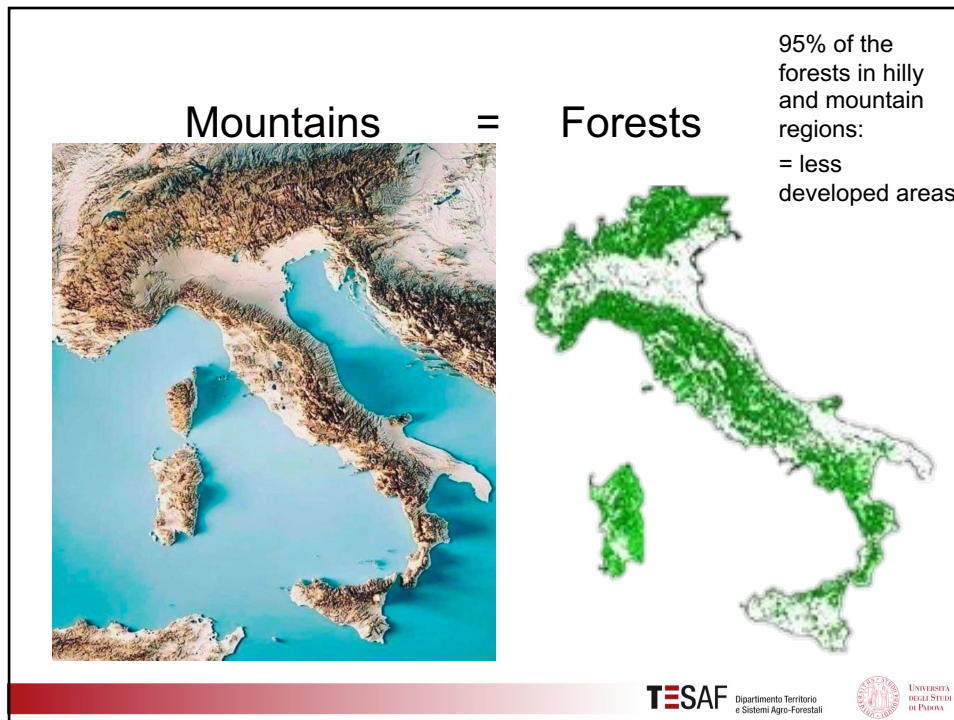 Mountains = Forests
95% of the
forests in hilly
and mountain
regions:
= less
developed areas
TESAF Dipartimento Territorio
e Sistemi Agro-Forestali
UNIVERSITÀ
DEGLI STUDI
DI PADOVA